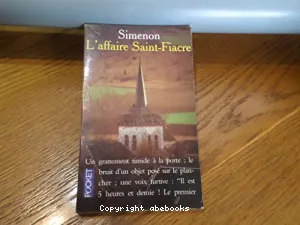 Simenon
L'affaire Saint-Fiacre
Un grattement timide à la porte ; le
bruit d'un objet posé sur le plan-
cher ; une voix furtive : "Il est
5 heures et demie ! Le premier
POCKET
Copyright abebooks